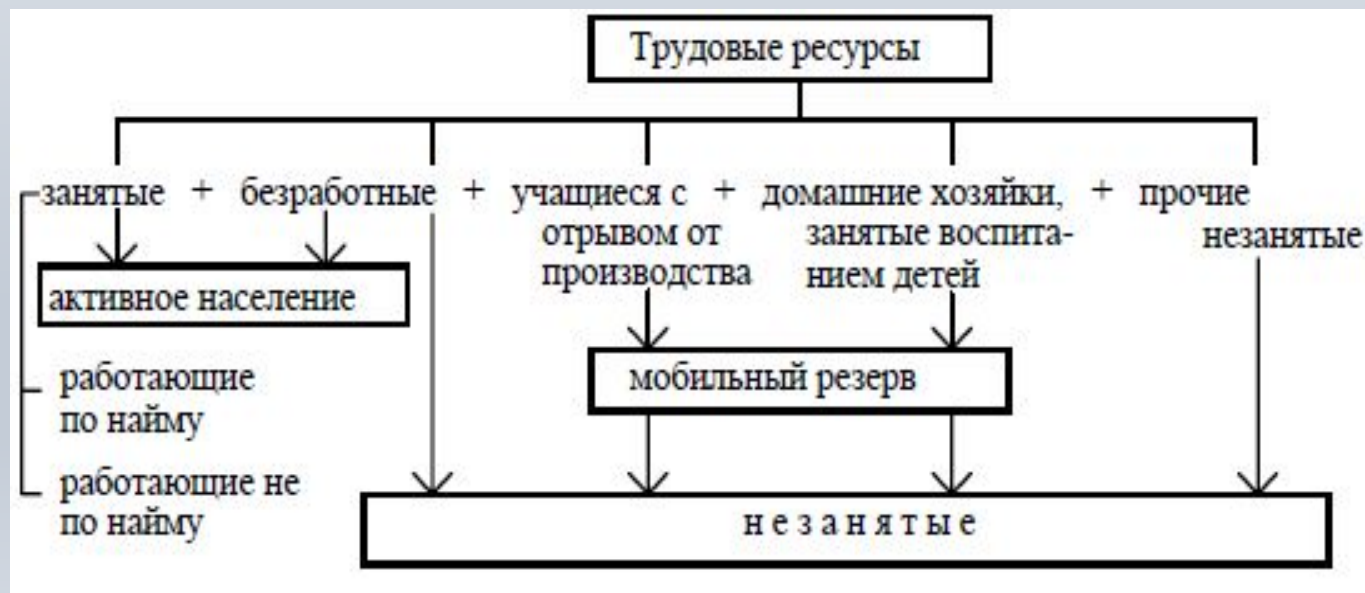 Трудовые ресурсы
занятые + безработные + учащиеся с + домашние хозяйки, + прочие
отрывом от занятые воспита- незанятые
производства нием детей
активное население
работающие мобильный резерв
по найму
работающие не
по найму незанятые